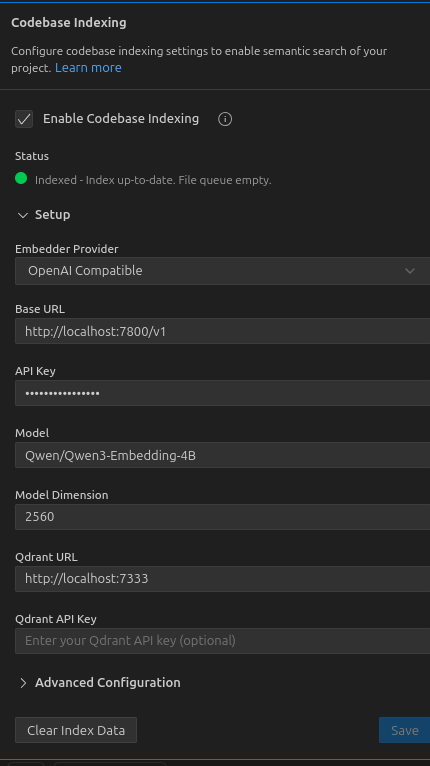 Codebase Indexing
Configure codebase indexing settings to enable semantic search of your
project. Learn more
Enable Codebase Indexing
Status
Indexed - Index up-to-date. File queue empty.
Setup
Embedder Provider
OpenAI Compatible
Base URL
http://localhost:7800/v1
API Key
••••••••••••••••
Model
Qwen/Qwen3-Embedding-4B
Model Dimension
2560
Qdrant URL
http://localhost:7333
Qdrant API Key
Enter your Qdrant API key (optional)
Advanced Configuration
Clear Index Data
Save